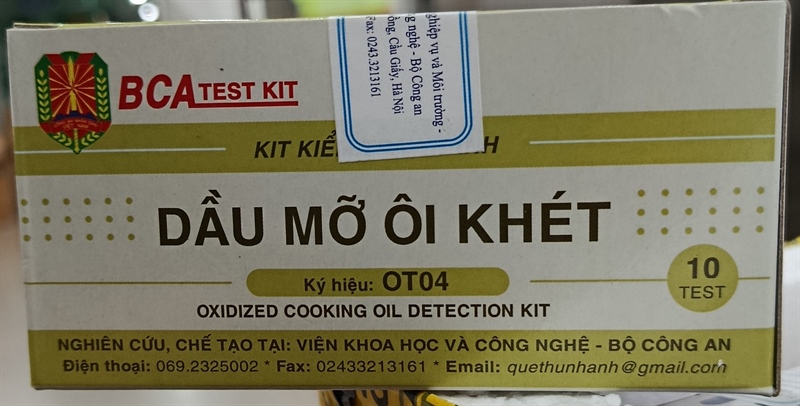 ghiệp vụ và Môi trường -
g nghệ - Bộ Công an
ồng, Cầu Giấy, Hà Nội
Fax: 0243.3213161
BCA TEST KIT
KIT KIỂ NH
DẦU MỠ ÔI KHÉT
Ký hiệu: OT04
10
TEST
OXIDIZED COOKING OIL DETECTION KIT
NGHIÊN CỨU, CHẾ TẠO TẠI: VIỆN KHOA HỌC VÀ CÔNG NGHỆ - BỘ CÔNG AN
Điện thoại: 069.2325002 * Fax: 02433213161 * Email: quethunhanh@gmail.com